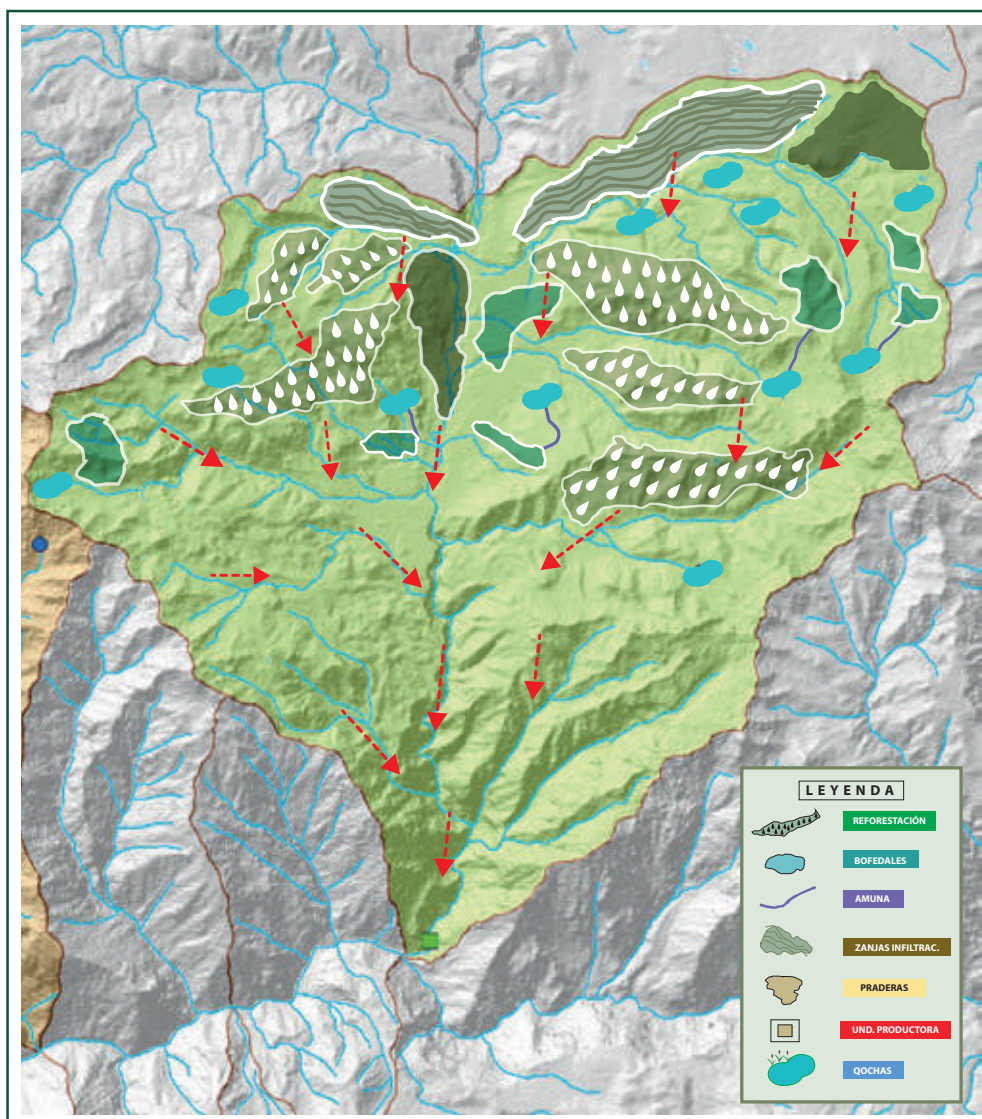 LEYENDA
REFORESTACIÓN
BOFEDALES
AMUNA
ZANJAS INFILTRAC.
PRADERAS
UND. PRODUCTORA
QOCHAS